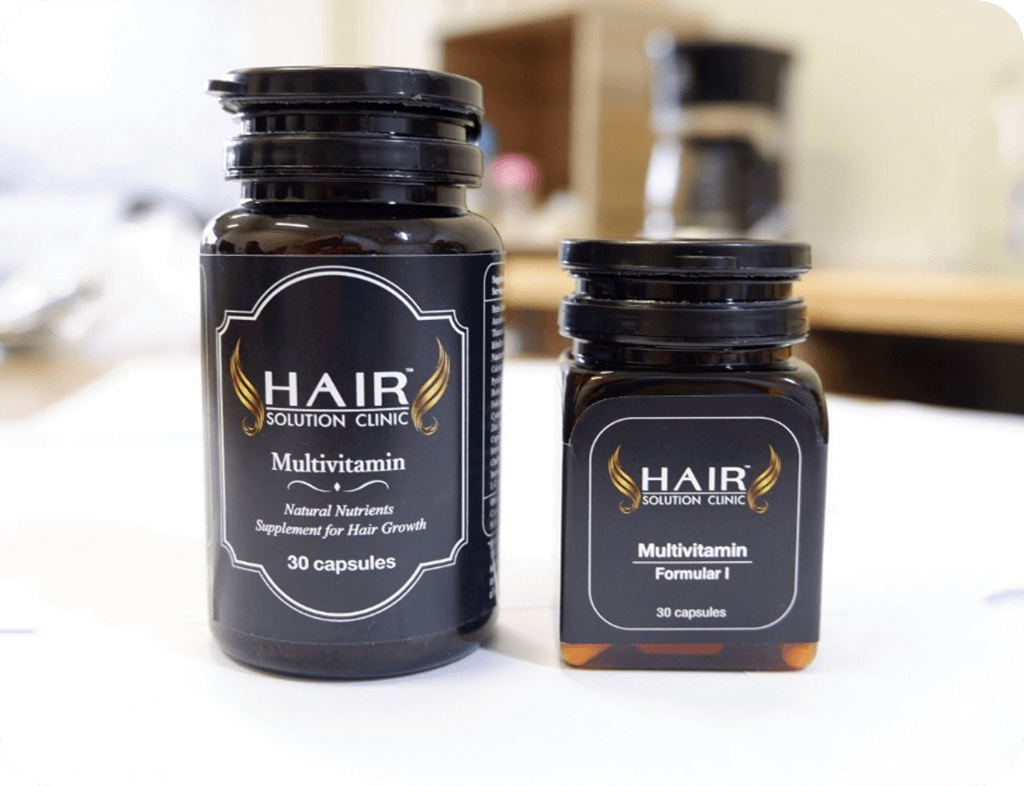 HAIR™
SOLUTION CLINIC
Multivitamin
Natural Nutrients
Supplement for Hair Growth
30 capsules
HAIR™
SOLUTION CLINIC
Multivitamin
Formular I
30 capsules